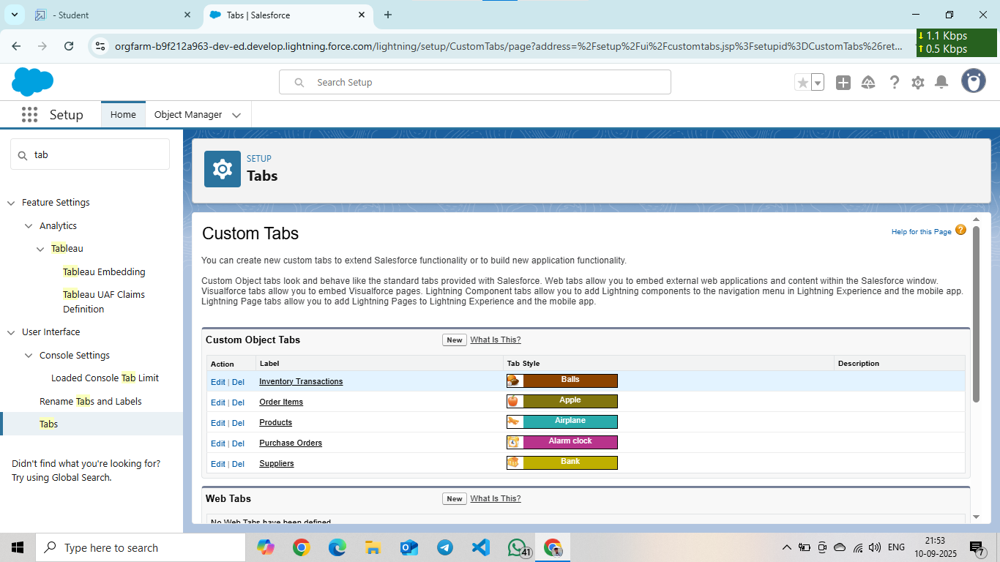 - Student
Tabs | Salesforce
orgfarm-b9f212a963-dev-ed.develop.lightning.force.com/lightning/setup/CustomTabs/page?address=%2Fsetup%2Fui%2Fcustomtabs.jsp%3Fsetupid%3DCustomTabs%26ret...
1.1 Kbps
0.5 Kbps
Search Setup
Setup
Home
Object Manager
tab
Feature Settings
Analytics
Tableau
Tableau Embedding
Tableau UAF Claims
Definition
User Interface
Console Settings
Loaded Console Tab Limit
Rename Tabs and Labels
Tabs
Didn't find what you're looking for?
Try using Global Search.
SETUP
Tabs
Custom Tabs
Help for this Page ?
You can create new custom tabs to extend Salesforce functionality or to build new application functionality.
Custom Object tabs look and behave like the standard tabs provided with Salesforce. Web tabs allow you to embed external web applications and content within the Salesforce window.
Visualforce tabs allow you to embed Visualforce pages. Lightning Component tabs allow you to add Lightning components to the navigation menu in Lightning Experience and the mobile app.
Lightning Page tabs allow you to add Lightning Pages to Lightning Experience and the mobile app.
Custom Object Tabs New What Is This?
Action Label Tab Style Description
Edit | Del Inventory Transactions Balls
Edit | Del Order Items Apple
Edit | Del Products Airplane
Edit | Del Purchase Orders Alarm clock
Edit | Del Suppliers Bank
Web Tabs New What Is This?
No Web Tabs have been defined
Type here to search
41
ENG
21:53
10-09-2025
7